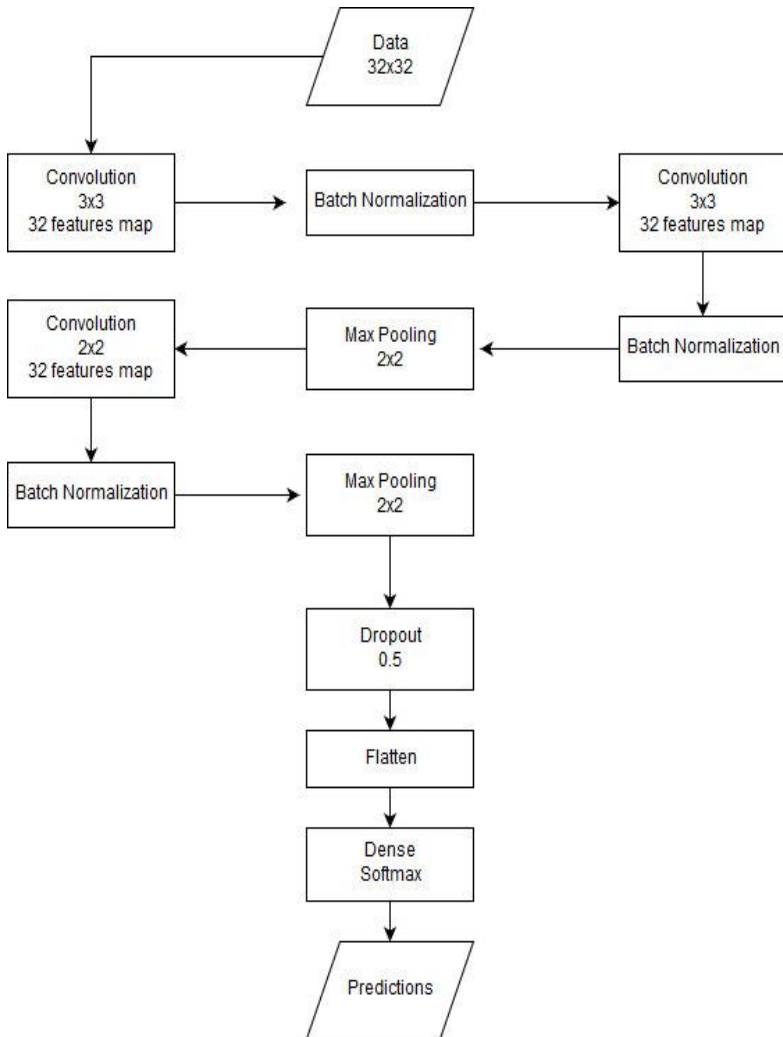 Data
32x32
Convolution
3x3
32 features map
Batch Normalization
Convolution
3x3
32 features map
Batch Normalization
Max Pooling
2x2
Convolution
2x2
32 features map
Batch Normalization
Max Pooling
2x2
Dropout
0.5
Flatten
Dense
Softmax
Predictions